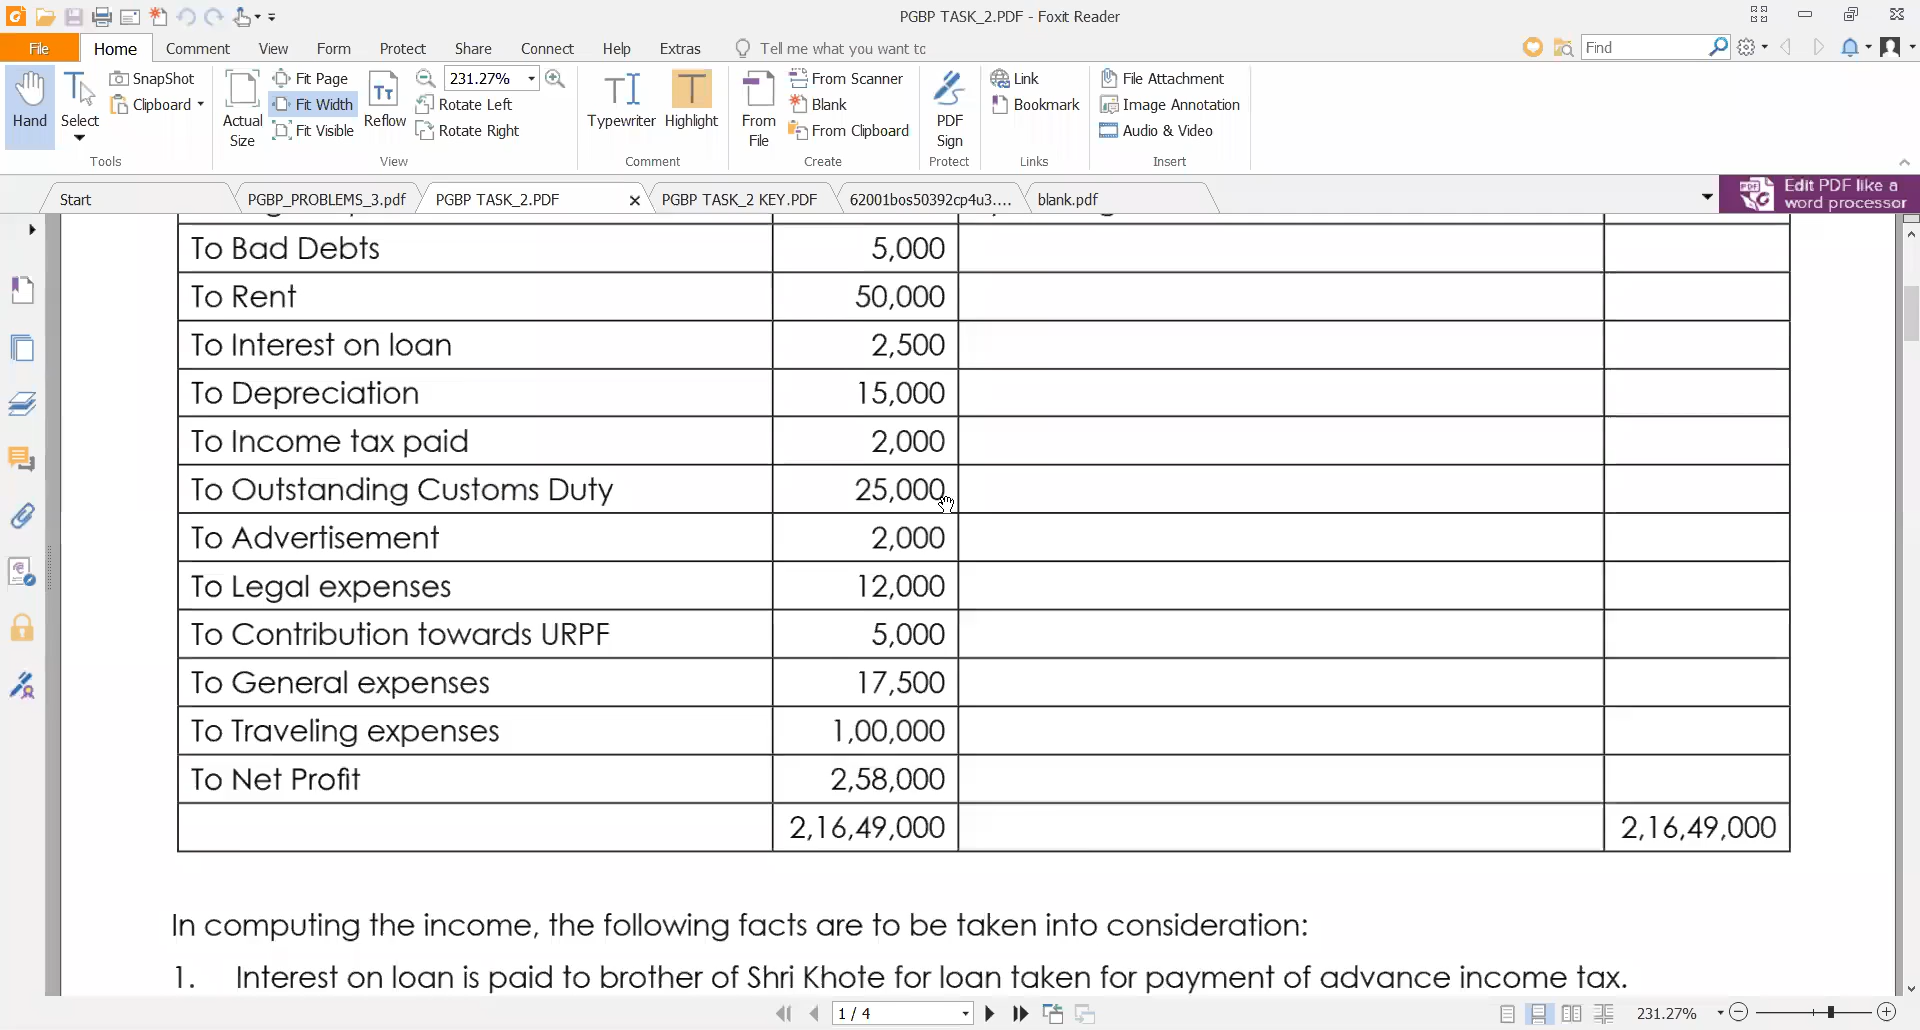 PGBP TASK_2.PDF - Foxit Reader
File Home Comment View Form Protect Share Connect Help Extras Tell me what you want to Find
Hand
Select
SnapShot
Clipboard
Tools
Actual Size
Fit Page
Fit Width
Fit Visible
Reflow
231.27%
Rotate Left
Rotate Right
View
Typewriter
Highlight
Comment
From File
From Scanner
Blank
From Clipboard
Create
PDF Sign
Protect
Link
Bookmark
Links
File Attachment
Image Annotation
Audio & Video
Insert
Start PGBP_PROBLEMS_3.pdf PGBP TASK_2.PDF PGBP TASK_2 KEY.PDF 62001bos50392cp4u3.... blank.pdf
Edit PDF like a
word processor
To Bad Debts 5,000
To Rent 50,000
To Interest on loan 2,500
To Depreciation 15,000
To Income tax paid 2,000
To Outstanding Customs Duty 25,000
To Advertisement 2,000
To Legal expenses 12,000
To Contribution towards URPF 5,000
To General expenses 17,500
To Traveling expenses 1,00,000
To Net Profit 2,58,000
2,16,49,000 2,16,49,000
In computing the income, the following facts are to be taken into consideration:
1. Interest on loan is paid to brother of Shri Khote for loan taken for payment of advance income tax.
1 / 4 231.27%